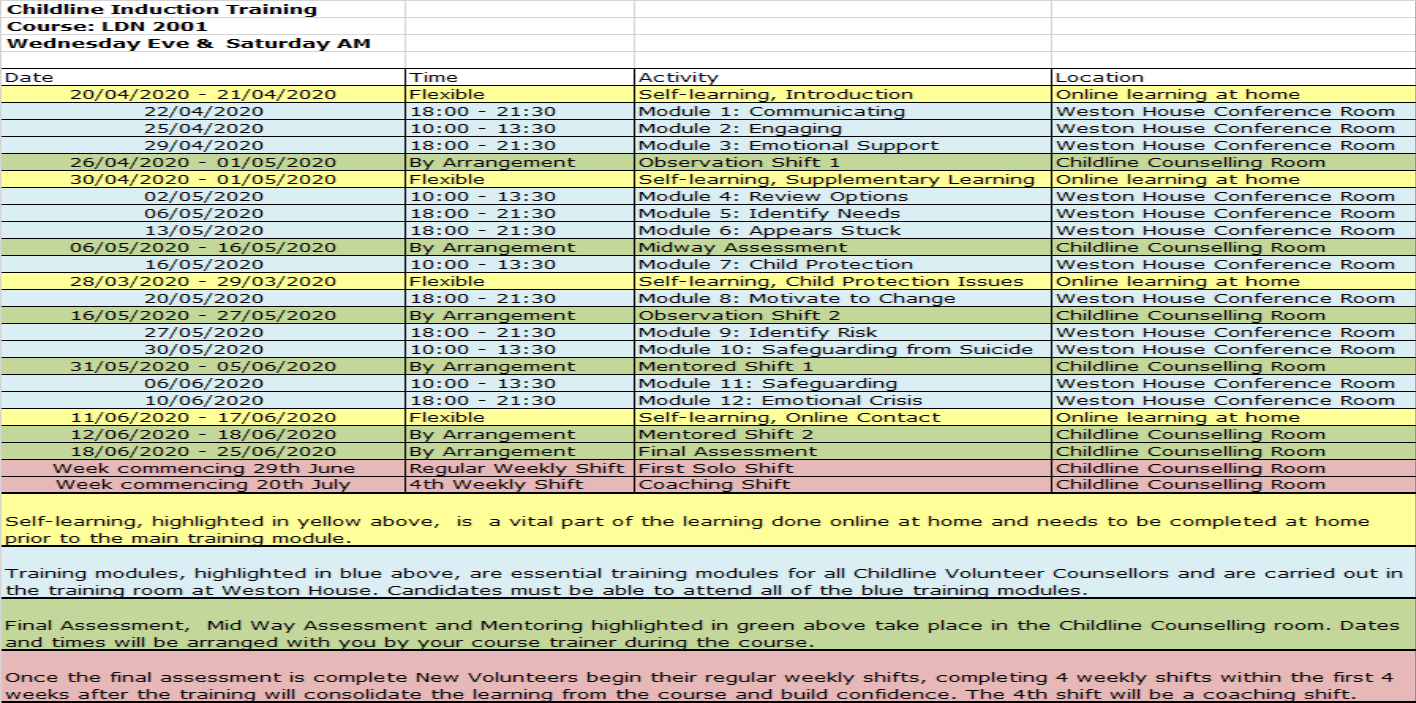 Childline Induction Training
Course: LDN 2001
Wednesday Eve & Saturday AM
Date Time Activity Location
20/04/2020 - 21/04/2020 Flexible Self-learning, Introduction Online learning at home
22/04/2020 18:00 - 21:30 Module 1: Communicating Weston House Conference Room
25/04/2020 10:00 - 13:30 Module 2: Engaging Weston House Conference Room
29/04/2020 18:00 - 21:30 Module 3: Emotional Support Weston House Conference Room
26/04/2020 - 01/05/2020 By Arrangement Observation Shift 1 Childline Counselling Room
30/04/2020 - 01/05/2020 Flexible Self-learning, Supplementary Learning Online learning at home
02/05/2020 10:00 - 13:30 Module 4: Review Options Weston House Conference Room
06/05/2020 18:00 - 21:30 Module 5: Identify Needs Weston House Conference Room
13/05/2020 18:00 - 21:30 Module 6: Appears Stuck Weston House Conference Room
06/05/2020 - 16/05/2020 By Arrangement Midway Assessment Childline Counselling Room
16/05/2020 10:00 - 13:30 Module 7: Child Protection Weston House Conference Room
28/03/2020 - 29/03/2020 Flexible Self-learning, Child Protection Issues Online learning at home
20/05/2020 18:00 - 21:30 Module 8: Motivate to Change Weston House Conference Room
16/05/2020 - 27/05/2020 By Arrangement Observation Shift 2 Childline Counselling Room
27/05/2020 18:00 - 21:30 Module 9: Identify Risk Weston House Conference Room
30/05/2020 10:00 - 13:30 Module 10: Safeguarding from Suicide Weston House Conference Room
31/05/2020 - 05/06/2020 By Arrangement Mentored Shift 1 Childline Counselling Room
06/06/2020 10:00 - 13:30 Module 11: Safeguarding Weston House Conference Room
10/06/2020 18:00 - 21:30 Module 12: Emotional Crisis Weston House Conference Room
11/06/2020 - 17/06/2020 Flexible Self-learning, Online Contact Online learning at home
12/06/2020 - 18/06/2020 By Arrangement Mentored Shift 2 Childline Counselling Room
18/06/2020 - 25/06/2020 By Arrangement Final Assessment Childline Counselling Room
Week commencing 29th June Regular Weekly Shift First Solo Shift Childline Counselling Room
Week commencing 20th July 4th Weekly Shift Coaching Shift Childline Counselling Room
Self-learning, highlighted in yellow above, is a vital part of the learning done online at home and needs to be completed at home
prior to the main training module.
Training modules, highlighted in blue above, are essential training modules for all Childline Volunteer Counsellors and are carried out in
the training room at Weston House. Candidates must be able to attend all of the blue training modules.
Final Assessment, Mid Way Assessment and Mentoring highlighted in green above take place in the Childline Counselling room. Dates
and times will be arranged with you by your course trainer during the course.
Once the final assessment is complete New Volunteers begin their regular weekly shifts, completing 4 weekly shifts within the first 4
weeks after the training will consolidate the learning from the course and build confidence. The 4th shift will be a coaching shift.